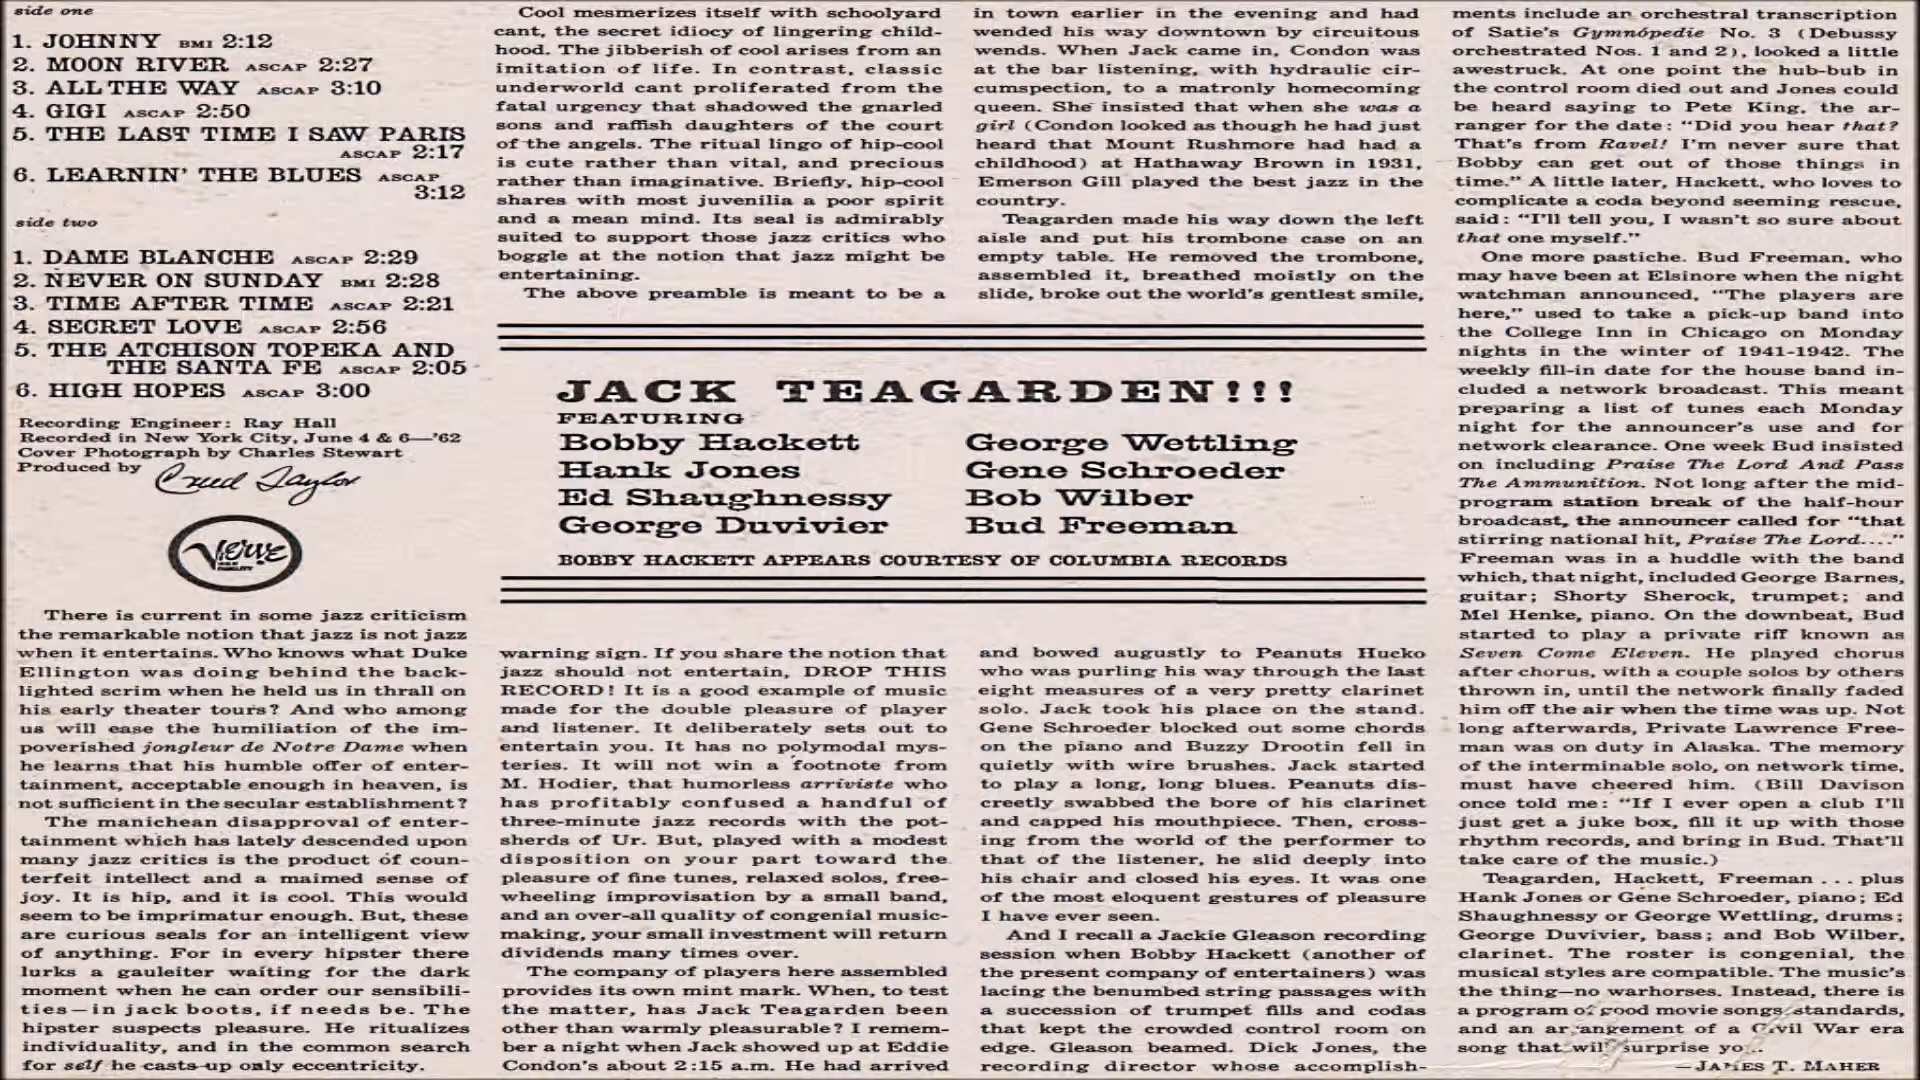 side one
1. JOHNNY BMI 2:12
2. MOON RIVER ASCAP 2:27
3. ALL THE WAY ASCAP 3:10
4. GIGI ASCAP 2:50
5. THE LAST TIME I SAW PARIS
ASCAP 2:17
6. LEARNIN' THE BLUES ASCAP
3:12
side two
1. DAME BLANCHE ASCAP 2:29
2. NEVER ON SUNDAY BMI 2:28
3. TIME AFTER TIME ASCAP 2:21
4. SECRET LOVE ASCAP 2:56
5. THE ATCHISON TOPEKA AND
THE SANTA FE ASCAP 2:05
6. HIGH HOPES ASCAP 3:00
Recording Engineer: Ray Hall
Recorded in New York City, June 4 & 6—'62
Cover Photograph by Charles Stewart
Produced by Creed Taylor
Verve
There is current in some jazz criticism
the remarkable notion that jazz is not jazz
when it entertains. Who knows what Duke
Ellington was doing behind the back-
lighted scrim when he held us in thrall on
his early theater tours? And who among
us will ease the humiliation of the im-
poverished jongleur de Notre Dame when
he learns that his humble offer of enter-
tainment, acceptable enough in heaven, is
not sufficient in the secular establishment?
The manichean disapproval of enter-
tainment which has lately descended upon
many jazz critics is the product of coun-
terfeit intellect and a maimed sense of
joy. It is hip, and it is cool. This would
seem to be imprimatur enough. But, these
are curious seals for an intelligent view
of anything. For in every hipster there
lurks a gauleiter waiting for the dark
moment when he can order our sensibili-
ties—in jack boots, if needs be. The
hipster suspects pleasure. He ritualizes
individuality, and in the common search
for self he casts up only eccentricity.
Cool mesmerizes itself with schoolyard
cant, the secret idiocy of lingering child-
hood. The jibberish of cool arises from an
imitation of life. In contrast, classic
underworld cant proliferated from the
fatal urgency that shadowed the gnarled
sons and raffish daughters of the court
of the angels. The ritual lingo of hip-cool
is cute rather than vital, and precious
rather than imaginative. Briefly, hip-cool
shares with most juvenilia a poor spirit
and a mean mind. Its seal is admirably
suited to support those jazz critics who
boggle at the notion that jazz might be
entertaining.
The above preamble is meant to be a
JACK TEAGARDEN!!!
FEATURING
Bobby Hackett George Wettling
Hank Jones Gene Schroeder
Ed Shaughnessy Bob Wilber
George Duvivier Bud Freeman
BOBBY HACKETT APPEARS COURTESY OF COLUMBIA RECORDS
warning sign. If you share the notion that
jazz should not entertain, DROP THIS
RECORD! It is a good example of music
made for the double pleasure of player
and listener. It deliberately sets out to
entertain you. It has no polymodal mys-
teries. It will not win a footnote from
M. Hodier, that humorless arriviste who
has profitably confused a handful of
three-minute jazz records with the pot-
sherds of Ur. But, played with a modest
disposition on your part toward the
pleasure of fine tunes, relaxed solos, free-
wheeling improvisation by a small band,
and an over-all quality of congenial music-
making, your small investment will return
dividends many times over.
The company of players here assembled
provides its own mint mark. When, to test
the matter, has Jack Teagarden been
other than warmly pleasurable? I remem-
ber a night when Jack showed up at Eddie
Condon's about 2:15 a.m. He had arrived
in town earlier in the evening and had
wended his way downtown by circuitous
wends. When Jack came in, Condon was
at the bar listening, with hydraulic cir-
cumspection, to a matronly homecoming
queen. She insisted that when she was a
girl (Condon looked as though he had just
heard that Mount Rushmore had had a
childhood) at Hathaway Brown in 1931,
Emerson Gill played the best jazz in the
country.
Teagarden made his way down the left
aisle and put his trombone case on an
empty table. He removed the trombone,
assembled it, breathed moistly on the
slide, broke out the world's gentlest smile,
and bowed augustly to Peanuts Hucko
who was purling his way through the last
eight measures of a very pretty clarinet
solo. Jack took his place on the stand.
Gene Schroeder blocked out some chords
on the piano and Buzzy Drootin fell in
quietly with wire brushes. Jack started
to play a long, long blues. Peanuts dis-
creetly swabbed the bore of his clarinet
and capped his mouthpiece. Then, cross-
ing from the world of the performer to
that of the listener, he slid deeply into
his chair and closed his eyes. It was one
of the most eloquent gestures of pleasure
I have ever seen.
And I recall a Jackie Gleason recording
session when Bobby Hackett (another of
the present company of entertainers) was
lacing the benumbed string passages with
a succession of trumpet fills and codas
that kept the crowded control room on
edge. Gleason beamed. Dick Jones, the
recording director whose accomplish-
ments include an orchestral transcription
of Satie's Gymnópedie No. 3 (Debussy
orchestrated Nos. 1 and 2), looked a little
awestruck. At one point the hub-bub in
the control room died out and Jones could
be heard saying to Pete King, the ar-
ranger for the date: "Did you hear that?
That's from Ravel! I'm never sure that
Bobby can get out of those things in
time." A little later, Hackett, who loves to
complicate a coda beyond seeming rescue,
said: "I'll tell you, I wasn't so sure about
that one myself."
One more pastiche. Bud Freeman, who
may have been at Elsinore when the night
watchman announced, "The players are
here," used to take a pick-up band into
the College Inn in Chicago on Monday
nights in the winter of 1941-1942. The
weekly fill-in date for the house band in-
cluded a network broadcast. This meant
preparing a list of tunes each Monday
night for the announcer's use and for
network clearance. One week Bud insisted
on including Praise The Lord And Pass
The Ammunition. Not long after the mid-
program station break of the half-hour
broadcast, the announcer called for "that
stirring national hit, Praise The Lord...."
Freeman was in a huddle with the band
which, that night, included George Barnes,
guitar; Shorty Sherock, trumpet; and
Mel Henke, piano. On the downbeat, Bud
started to play a private riff known as
Seven Come Eleven. He played chorus
after chorus, with a couple solos by others
thrown in, until the network finally faded
him off the air when the time was up. Not
long afterwards, Private Lawrence Free-
man was on duty in Alaska. The memory
of the interminable solo, on network time,
must have cheered him. (Bill Davison
once told me: "If I ever open a club I'll
just get a juke box, fill it up with those
rhythm records, and bring in Bud. That'll
take care of the music.)
Teagarden, Hackett, Freeman . . . plus
Hank Jones or Gene Schroeder, piano; Ed
Shaughnessy or George Wettling, drums;
George Duvivier, bass; and Bob Wilber,
clarinet. The roster is congenial, the
musical styles are compatible. The music's
the thing—no warhorses. Instead, there is
a program of good movie songs, standards,
and an arrangement of a Civil War era
song that will surprise you.
—JAMES T. MAHER